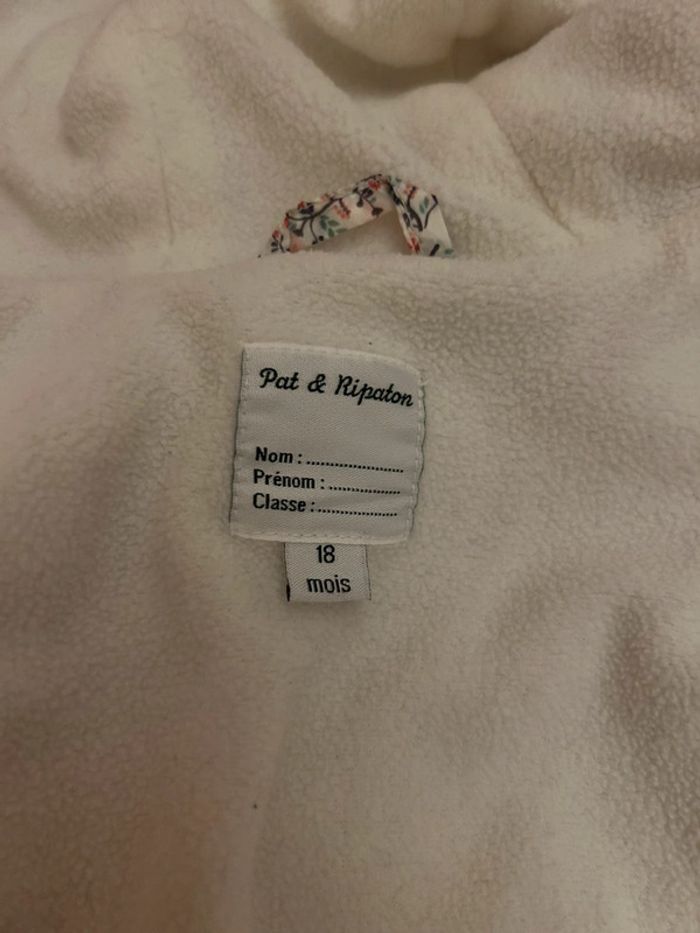 Pat & Ripaton
Nom : ........................
Prénom : ..................
Classe : ....................
18
mois